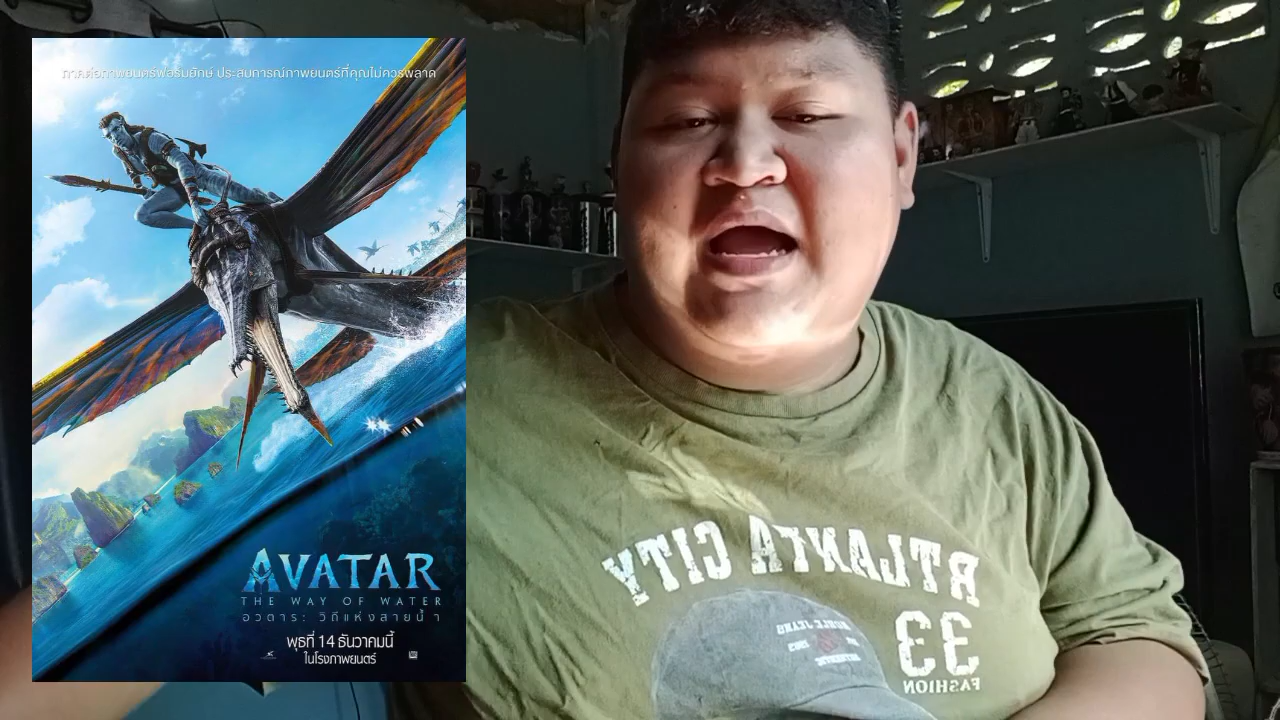 ภาคต่อภาพยนตร์ฟอร์มยักษ์ ประสบการณ์ภาพยนตร์ที่คุณไม่ควรพลาด
AVATAR
THE WAY OF WATER
อวตาร: วิถีแห่งสายน้ำ
พุธที่ 14 ธันวาคมนี้
ในโรงภาพยนตร์
RTLANTA CITY
33
FASHION